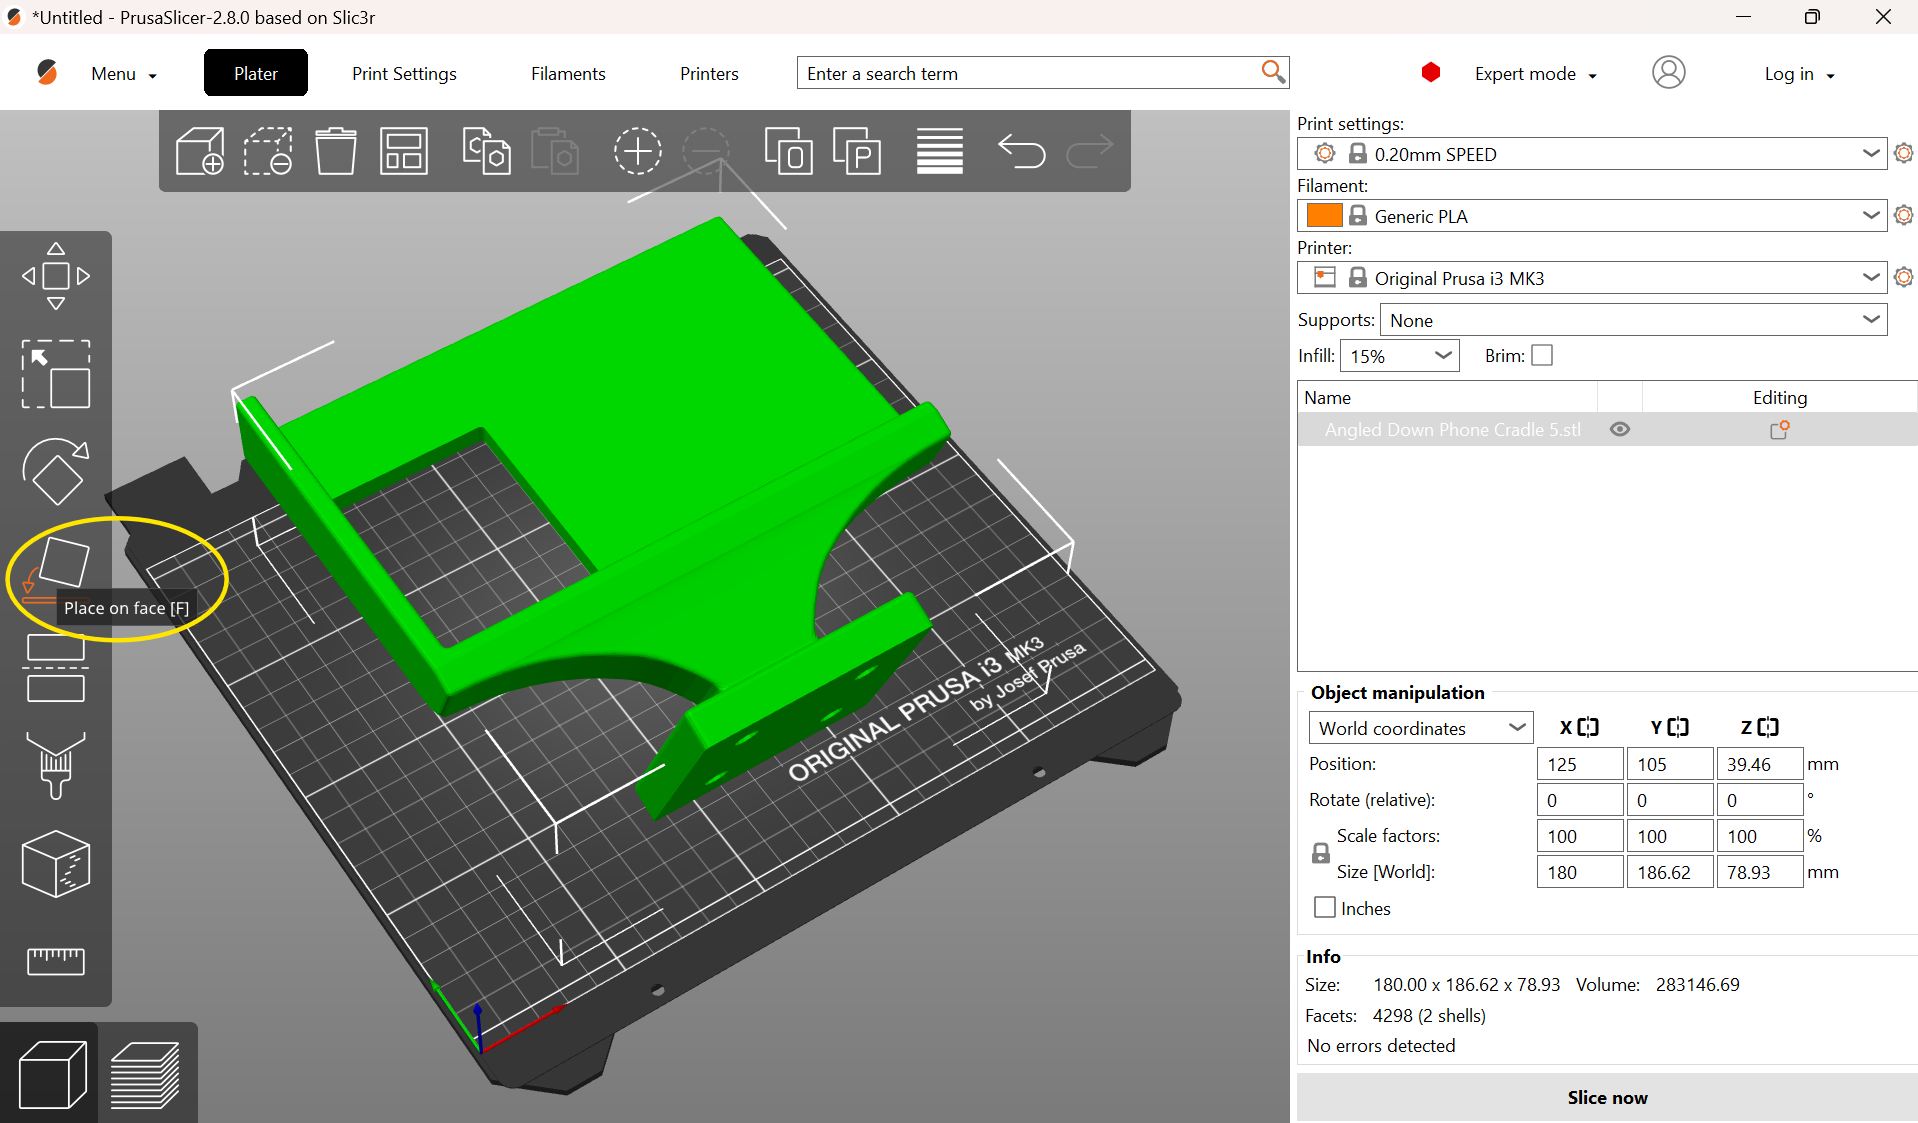 *Untitled - PrusaSlicer-2.8.0 based on Slic3r
Menu
Plater
Print Settings
Filaments
Printers
Enter a search term
Expert mode
Log in
Print settings:
0.20mm SPEED
Filament:
Generic PLA
Printer:
Original Prusa i3 MK3
Supports: None
Infill: 15% Brim:
Name Editing
Angled Down Phone Cradle 5.stl
Place on face [F]
ORIGINAL PRUSA i3 MK3
by Josef Prusa
Object manipulation
World coordinates X Y Z
Position: 125 105 39.46 mm
Rotate (relative): 0 0 0 °
Scale factors: 100 100 100 %
Size [World]: 180 186.62 78.93 mm
Inches
Info
Size: 180.00 x 186.62 x 78.93 Volume: 283146.69
Facets: 4298 (2 shells)
No errors detected
Slice now